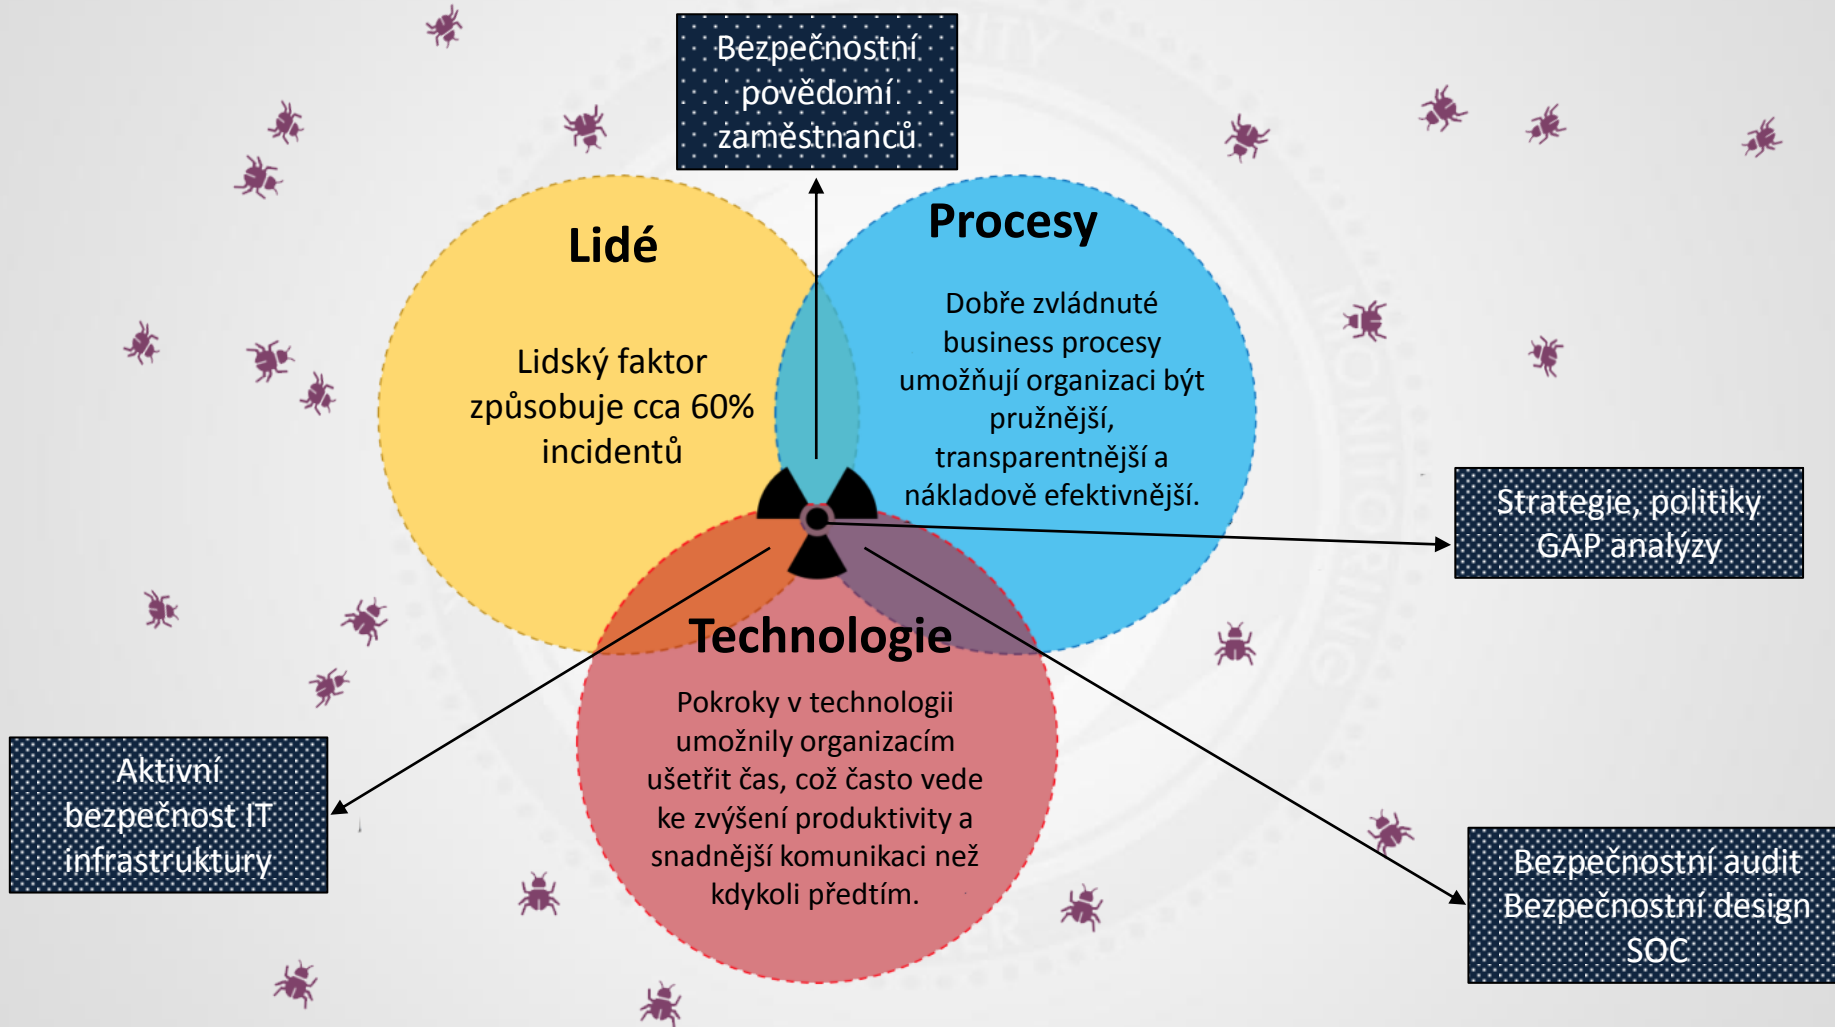 Bezpečnostní
povědomí
zaměstnanců
Lidé
Lidský faktor
způsobuje cca 60%
incidentů
Procesy
Dobře zvládnuté
business procesy
umožňují organizaci být
pružnější,
transparentnější a
nákladově efektivnější.
Strategie, politiky
GAP analýzy
Technologie
Pokroky v technologii
umožnily organizacím
ušetřit čas, což často vede
ke zvýšení produktivity a
snadnější komunikaci než
kdykoli předtím.
Aktivní
bezpečnost IT
infrastruktury
Bezpečnostní audit
Bezpečnostní design
SOC
MONITORING